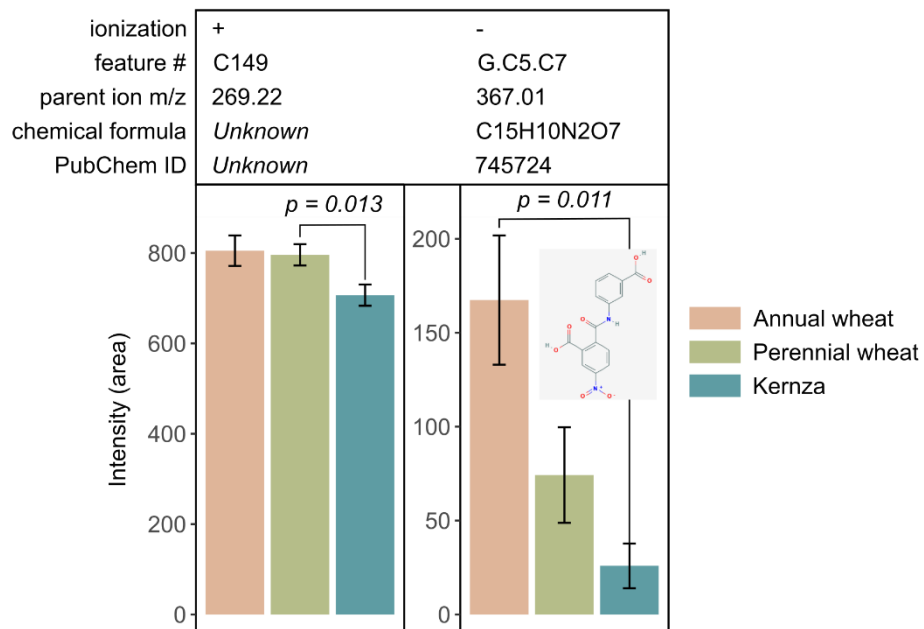 ionization + -
feature # C149 G.C5.C7
parent ion m/z 269.22 367.01
chemical formula Unknown C15H10N2O7
PubChem ID Unknown 745724
p = 0.013 p = 0.011
Intensity (area)
800
600
400
200
0
200
150
100
50
0
H
O
O
O
N
H
O
H
O
N+
O
O-
Annual wheat
Perennial wheat
Kernza